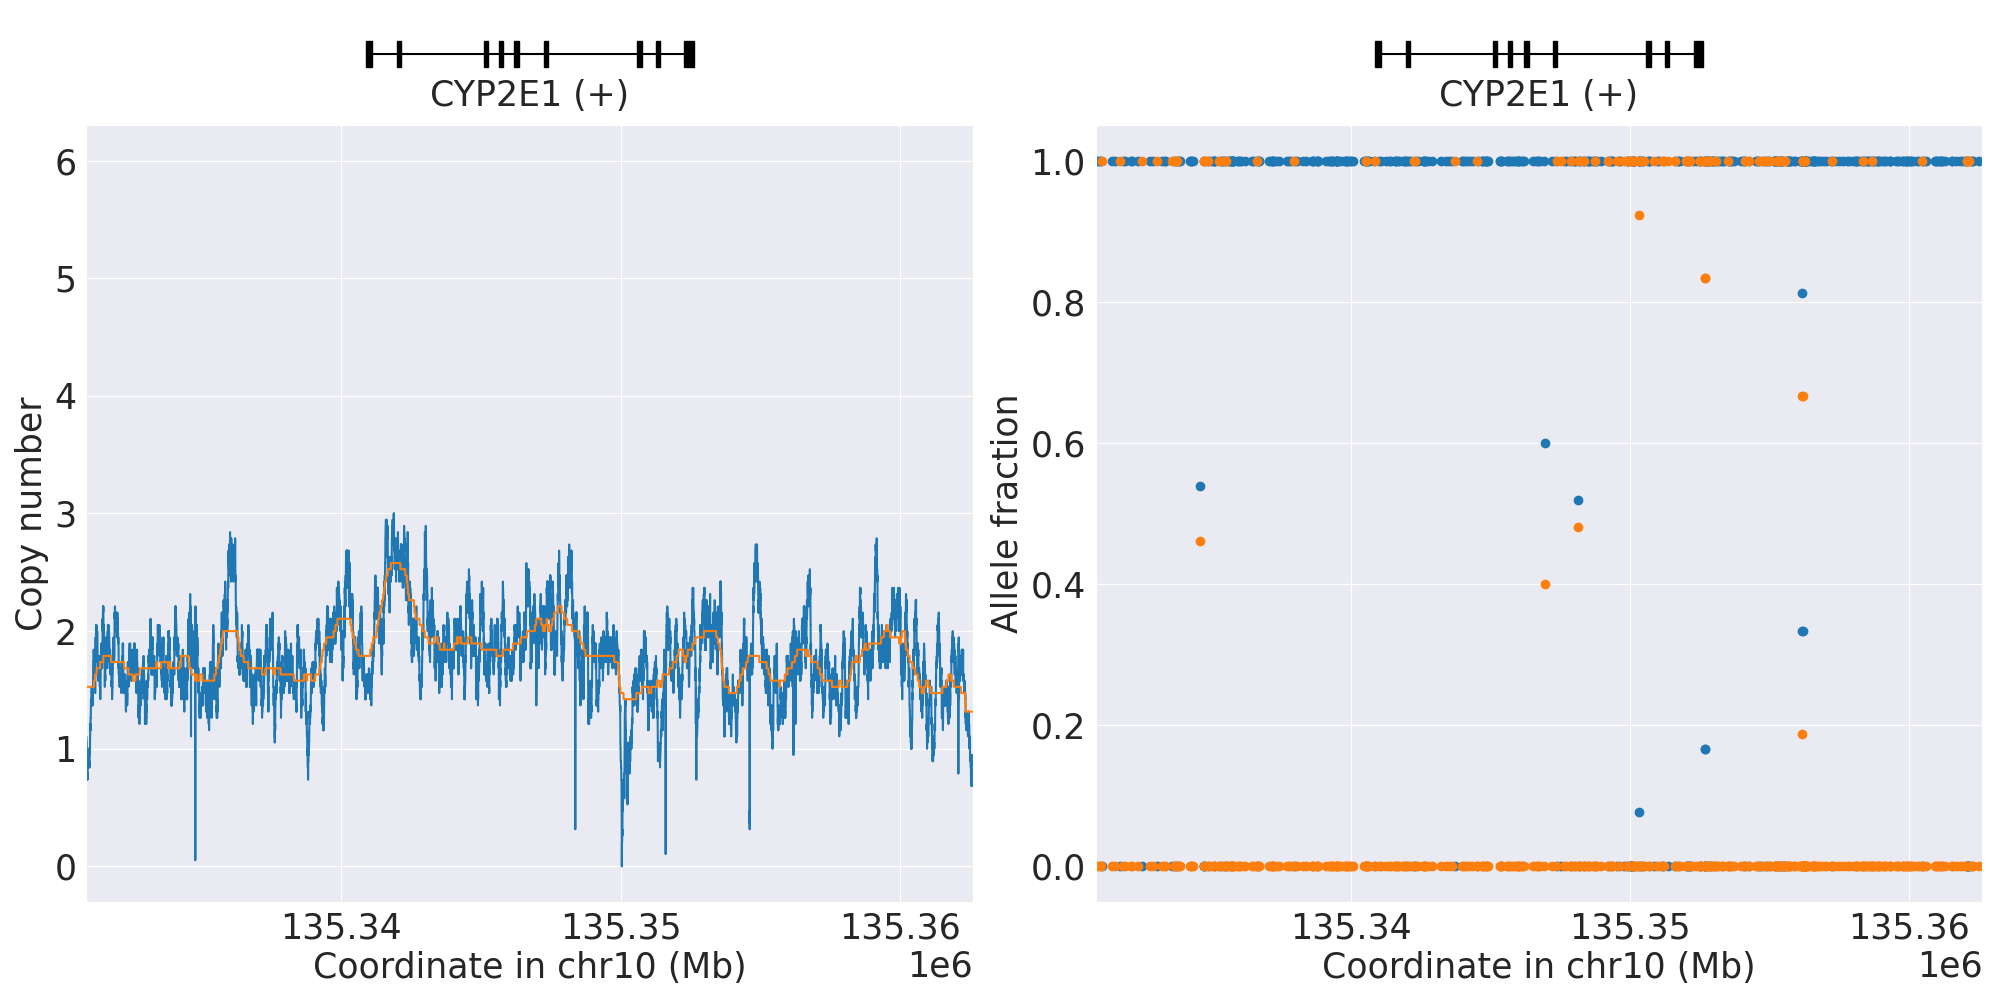 CYP2E1 (+)
6
5
4
3
2
1
0
Copy number
135.34 135.35 135.36
Coordinate in chr10 (Mb)
1e6
CYP2E1 (+)
1.0
0.8
0.6
0.4
0.2
0.0
Allele fraction
135.34 135.35 135.36
Coordinate in chr10 (Mb)
1e6